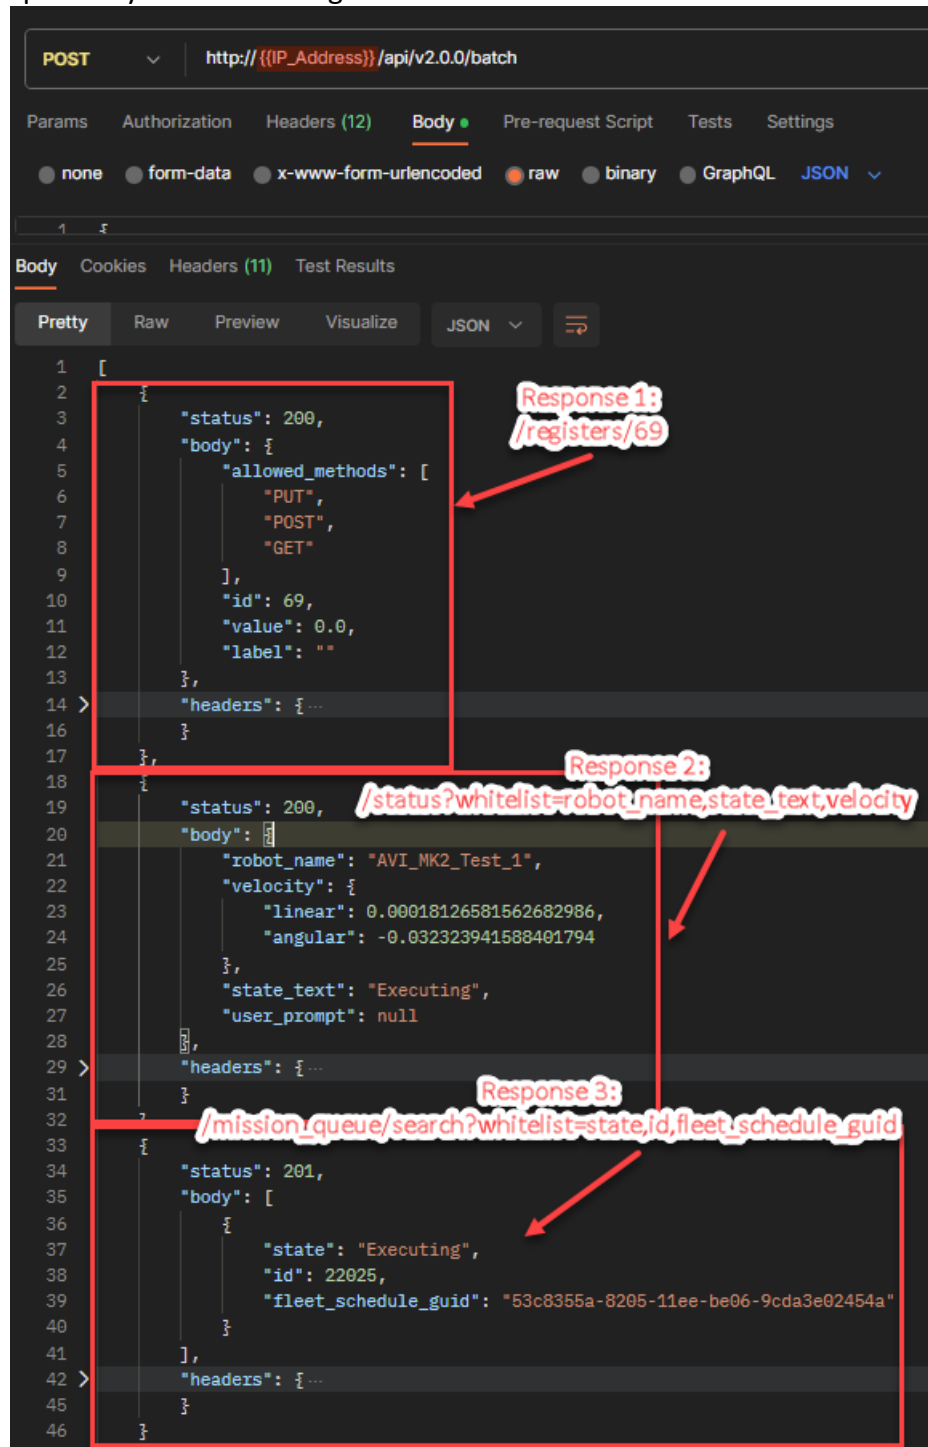 POST http://{{IP_Address}}/api/v2.0.0/batch
Params Authorization Headers (12) Body Pre-request Script Tests Settings
none form-data x-www-form-urlencoded raw binary GraphQL JSON
1 {
Body Cookies Headers (11) Test Results
Pretty Raw Preview Visualize JSON
1 [
2 {
Response 1:
3 "status": 200,
/registers/69
4 "body": {
5 "allowed_methods": [
6 "PUT",
7 "POST",
8 "GET"
9 ],
10 "id": 69,
11 "value": 0.0,
12 "label": ""
13 },
14 "headers": {...
16 }
17 },
Response 2:
18 {
19 "status": 200,
/status?whitelist=robot_name,state_text,velocity
20 "body": {
21 "robot_name": "AVI_MK2_Test_1",
22 "velocity": {
23 "linear": 0.00018126581562682986,
24 "angular": -0.032323941588401794
25 },
26 "state_text": "Executing",
27 "user_prompt": null
28 },
29 "headers": {...
31 }
Response 3:
32 },
/mission_queue/search?whitelist=state,id,fleet_schedule_guid
33 {
34 "status": 201,
35 "body": [
36 {
37 "state": "Executing",
38 "id": 22025,
39 "fleet_schedule_guid": "53c8355a-8205-11ee-be06-9cda3e02454a"
40 }
41 ],
42 "headers": {...
45 }
46 }